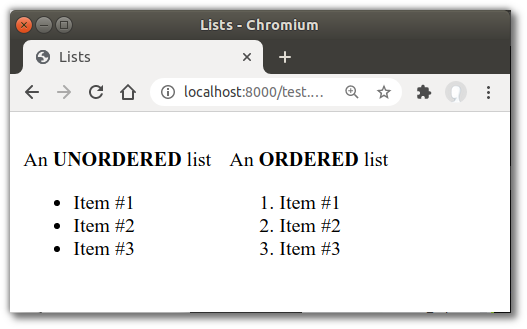 Lists - Chromium
Lists
localhost:8000/test....
An UNORDERED list
• Item #1
• Item #2
• Item #3
An ORDERED list
1. Item #1
2. Item #2
3. Item #3